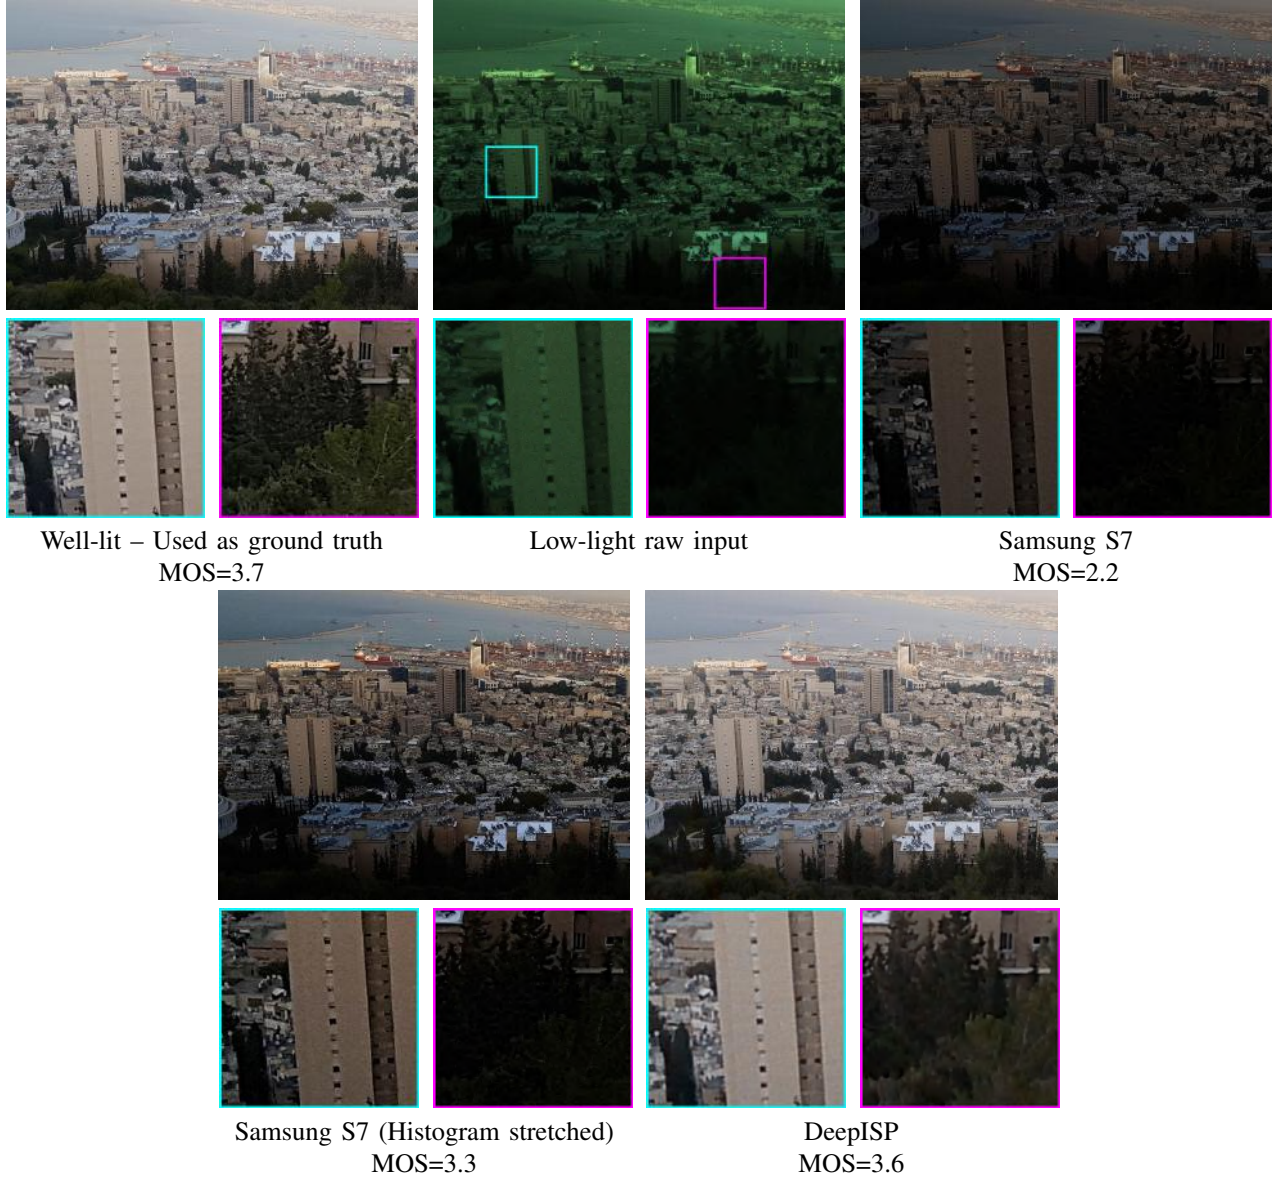 Well-lit – Used as ground truth
MOS=3.7
Low-light raw input
Samsung S7
MOS=2.2
Samsung S7 (Histogram stretched)
MOS=3.3
DeepISP
MOS=3.6